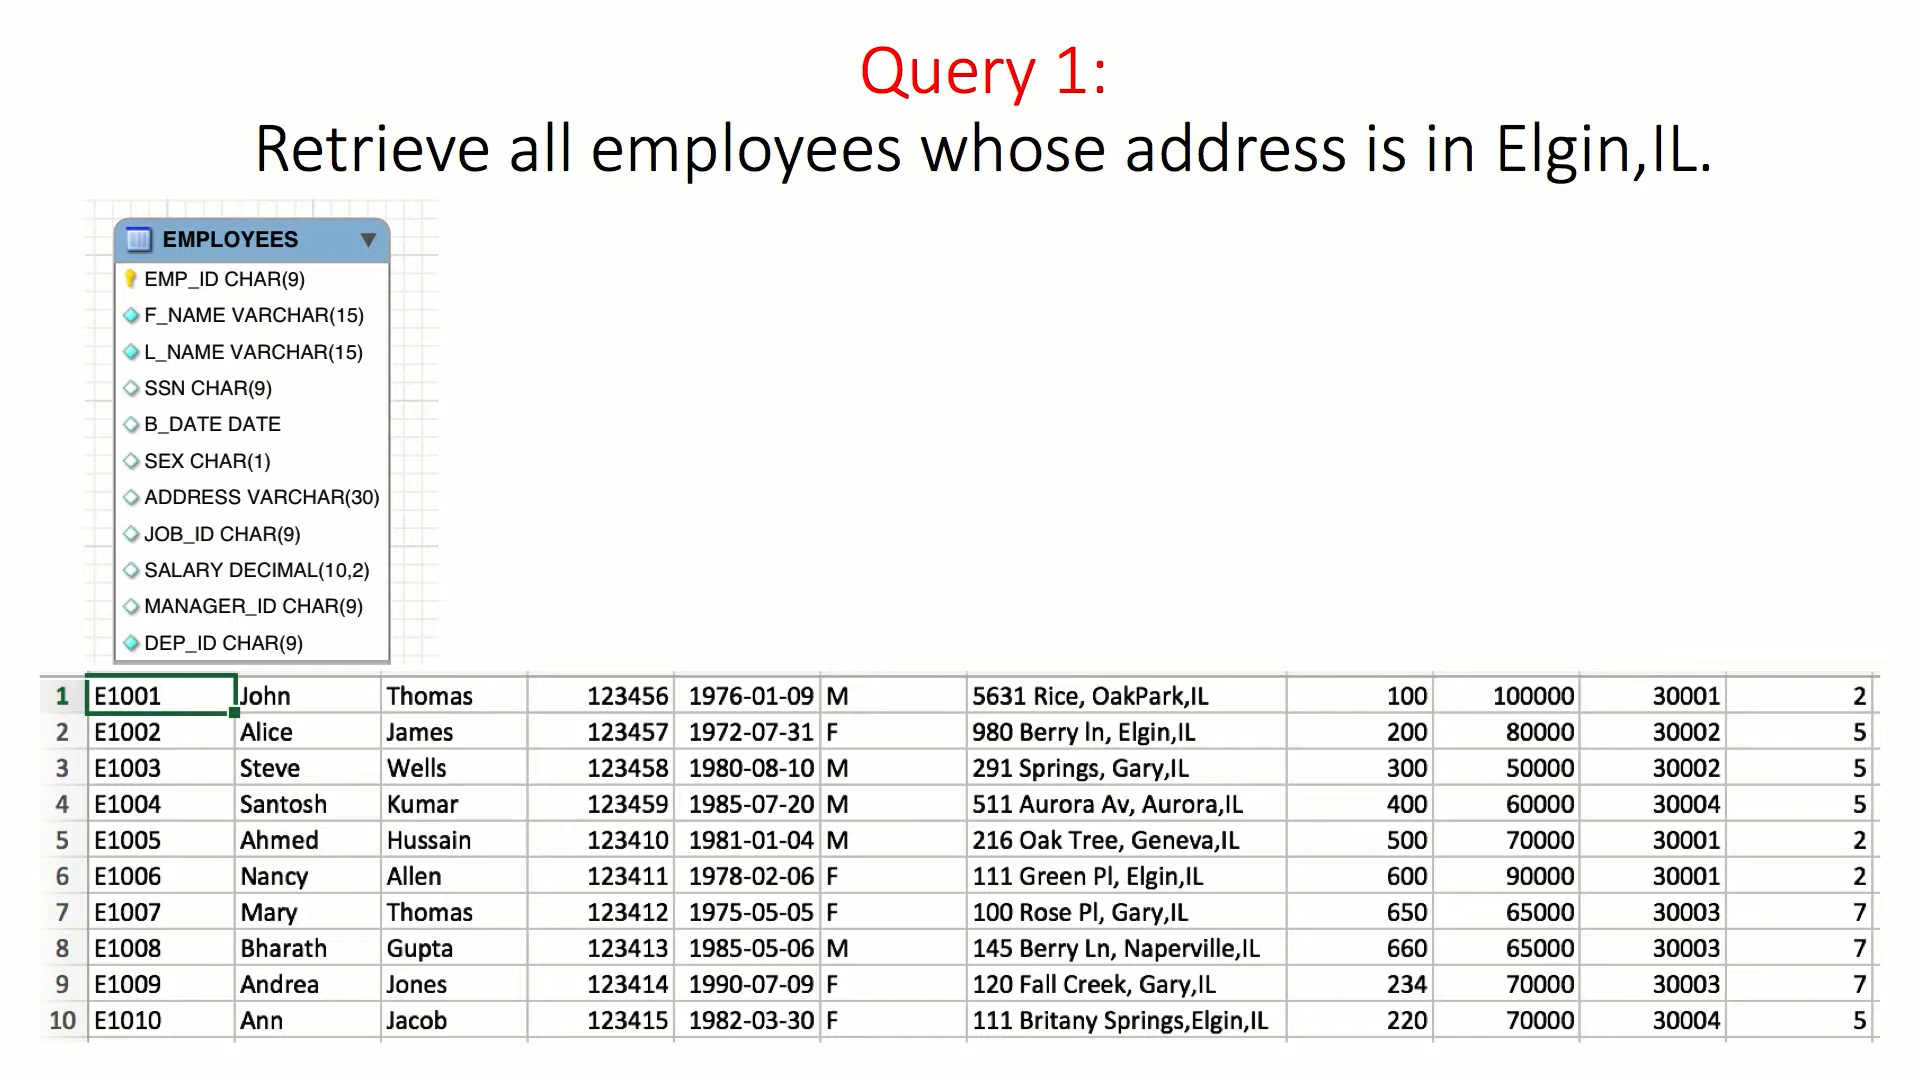 Query 1:
Retrieve all employees whose address is in Elgin,IL.
EMPLOYEES
EMP_ID CHAR(9)
F_NAME VARCHAR(15)
L_NAME VARCHAR(15)
SSN CHAR(9)
B_DATE DATE
SEX CHAR(1)
ADDRESS VARCHAR(30)
JOB_ID CHAR(9)
SALARY DECIMAL(10,2)
MANAGER_ID CHAR(9)
DEP_ID CHAR(9)
1 E1001 John Thomas 123456 1976-01-09 M 5631 Rice, OakPark,IL 100 100000 30001 2
2 E1002 Alice James 123457 1972-07-31 F 980 Berry ln, Elgin,IL 200 80000 30002 5
3 E1003 Steve Wells 123458 1980-08-10 M 291 Springs, Gary,IL 300 50000 30002 5
4 E1004 Santosh Kumar 123459 1985-07-20 M 511 Aurora Av, Aurora,IL 400 60000 30004 5
5 E1005 Ahmed Hussain 123410 1981-01-04 M 216 Oak Tree, Geneva,IL 500 70000 30001 2
6 E1006 Nancy Allen 123411 1978-02-06 F 111 Green Pl, Elgin,IL 600 90000 30001 2
7 E1007 Mary Thomas 123412 1975-05-05 F 100 Rose Pl, Gary,IL 650 65000 30003 7
8 E1008 Bharath Gupta 123413 1985-05-06 M 145 Berry Ln, Naperville,IL 660 65000 30003 7
9 E1009 Andrea Jones 123414 1990-07-09 F 120 Fall Creek, Gary,IL 234 70000 30003 7
10 E1010 Ann Jacob 123415 1982-03-30 F 111 Britany Springs,Elgin,IL 220 70000 30004 5